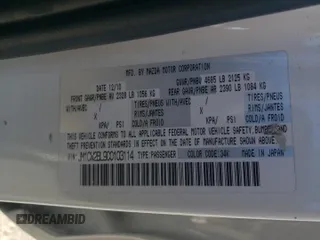 MFD. BY MAZDA MOTOR CORPORATION
DATE: 12/10 GVWR/PNBV 4685 LB 2125 KG
FRONT GAWR/PNBE AV 2328 LB 1056 KG REAR GAWR/PNBE AR 2390 LB 1084 KG
WITH/AVEC TIRES/PNEUS WITH/AVEC TIRES/PNEUS
RIMS/JANTES RIMS/JANTES
KPA/ PSI COLD/A FROID KPA/ PSI COLD/A FROID
THIS VEHICLE CONFORMS TO ALL APPLICABLE FEDERAL MOTOR VEHICLE SAFETY, BUMPER, AND
THEFT PREVENTION STANDARDS IN EFFECT ON THE DATE OF MANUFACTURE SHOWN ABOVE.
TYPE: PASSENGER COLOR CODE: 34K
MADE IN JAPAN
DREAMBID